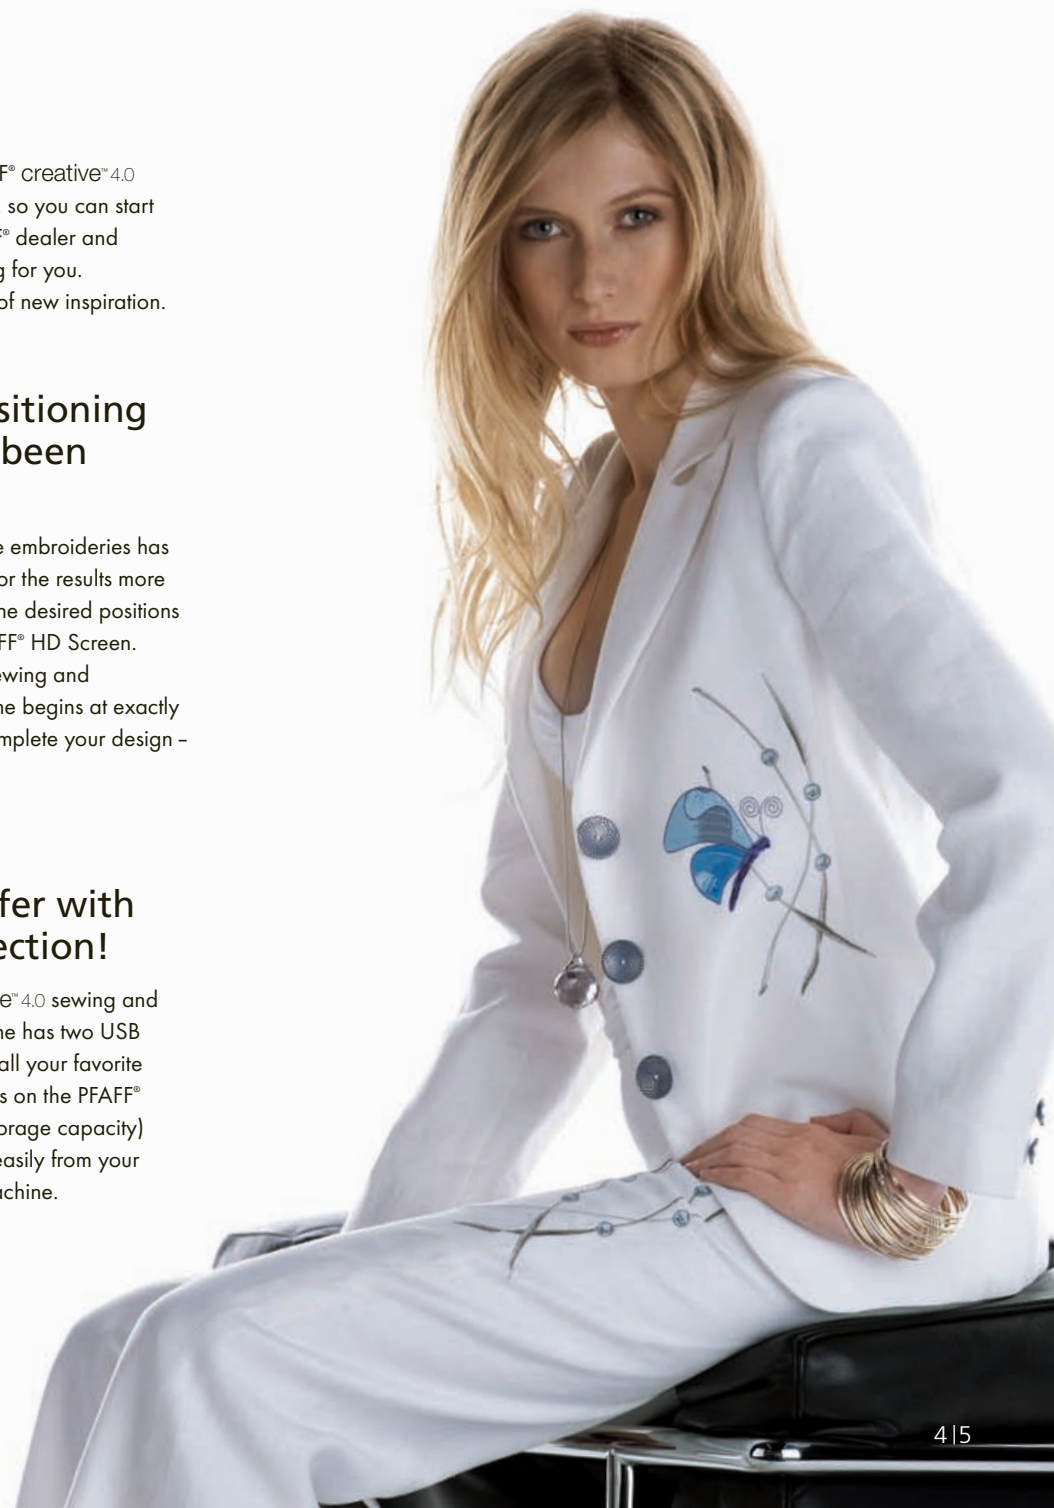 F® creative™ 4.0
so you can start
® dealer and
for you.
of new inspiration.
sitioning
been
embroideries has
or the results more
desired positions
FF® HD Screen.
ewing and
begins at exactly
mplete your design –
fer with
ection!
e™ 4.0 sewing and
has two USB
all your favorite
s on the PFAFF®
orage capacity)
easily from your
achine.
4|5